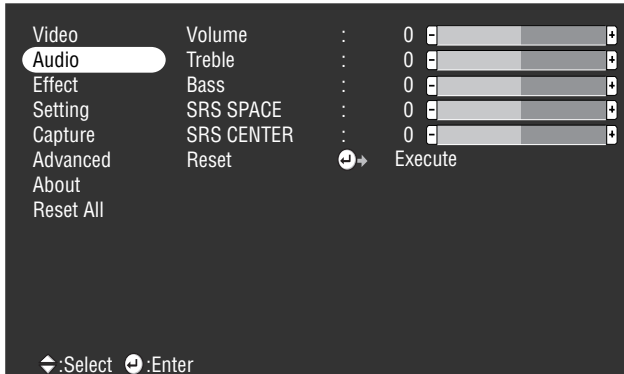 Video Volume : 0 - +
Audio Treble : 0 - +
Effect Bass : 0 - +
Setting SRS SPACE : 0 - +
Capture SRS CENTER : 0 - +
Advanced Reset Execute
About
Reset All
:Select :Enter